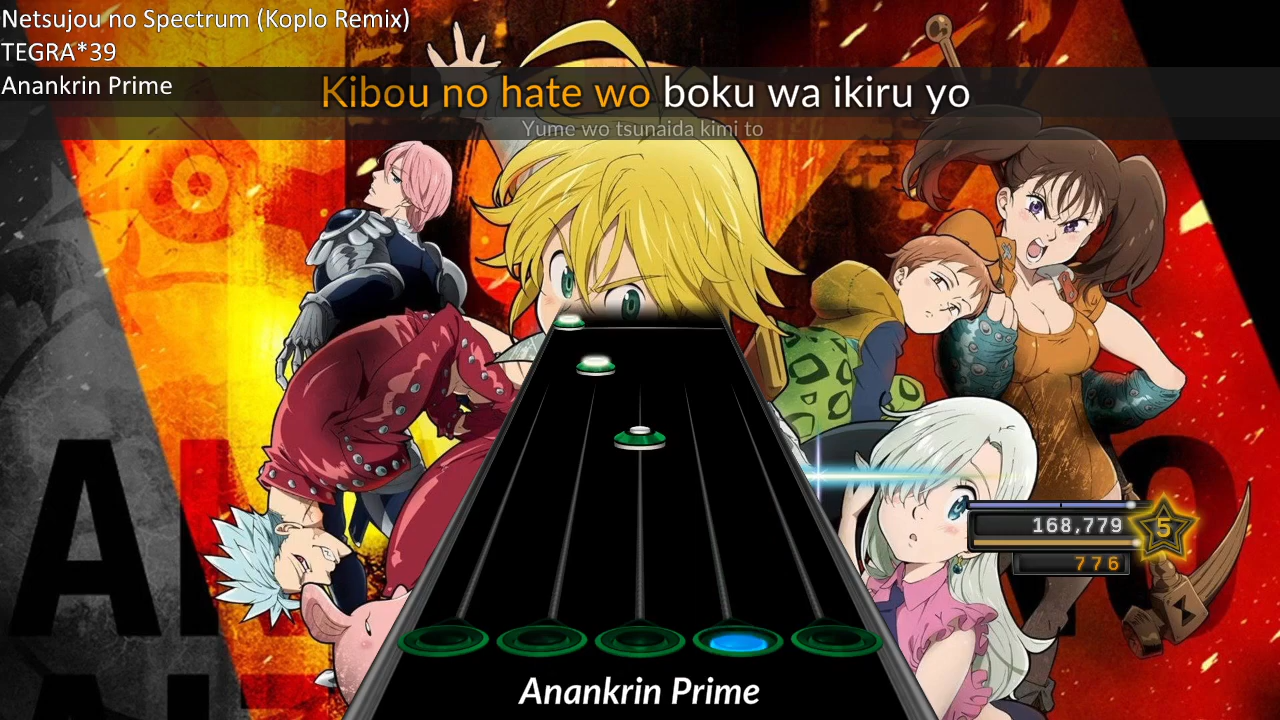 Netsujou no Spectrum (Koplo Remix)
TEGRA*39
Anankrin Prime
Kibou no hate wo boku wa ikiru yo
Yume wo tsunaida kimi to
168,779
5
776
Anankrin Prime